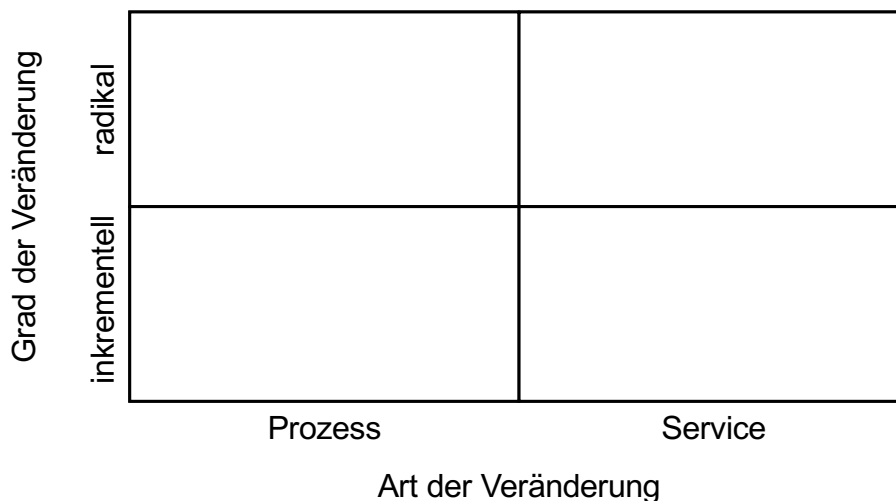 Grad der Veränderung
radikal
inkrementell
Prozess
Service
Art der Veränderung